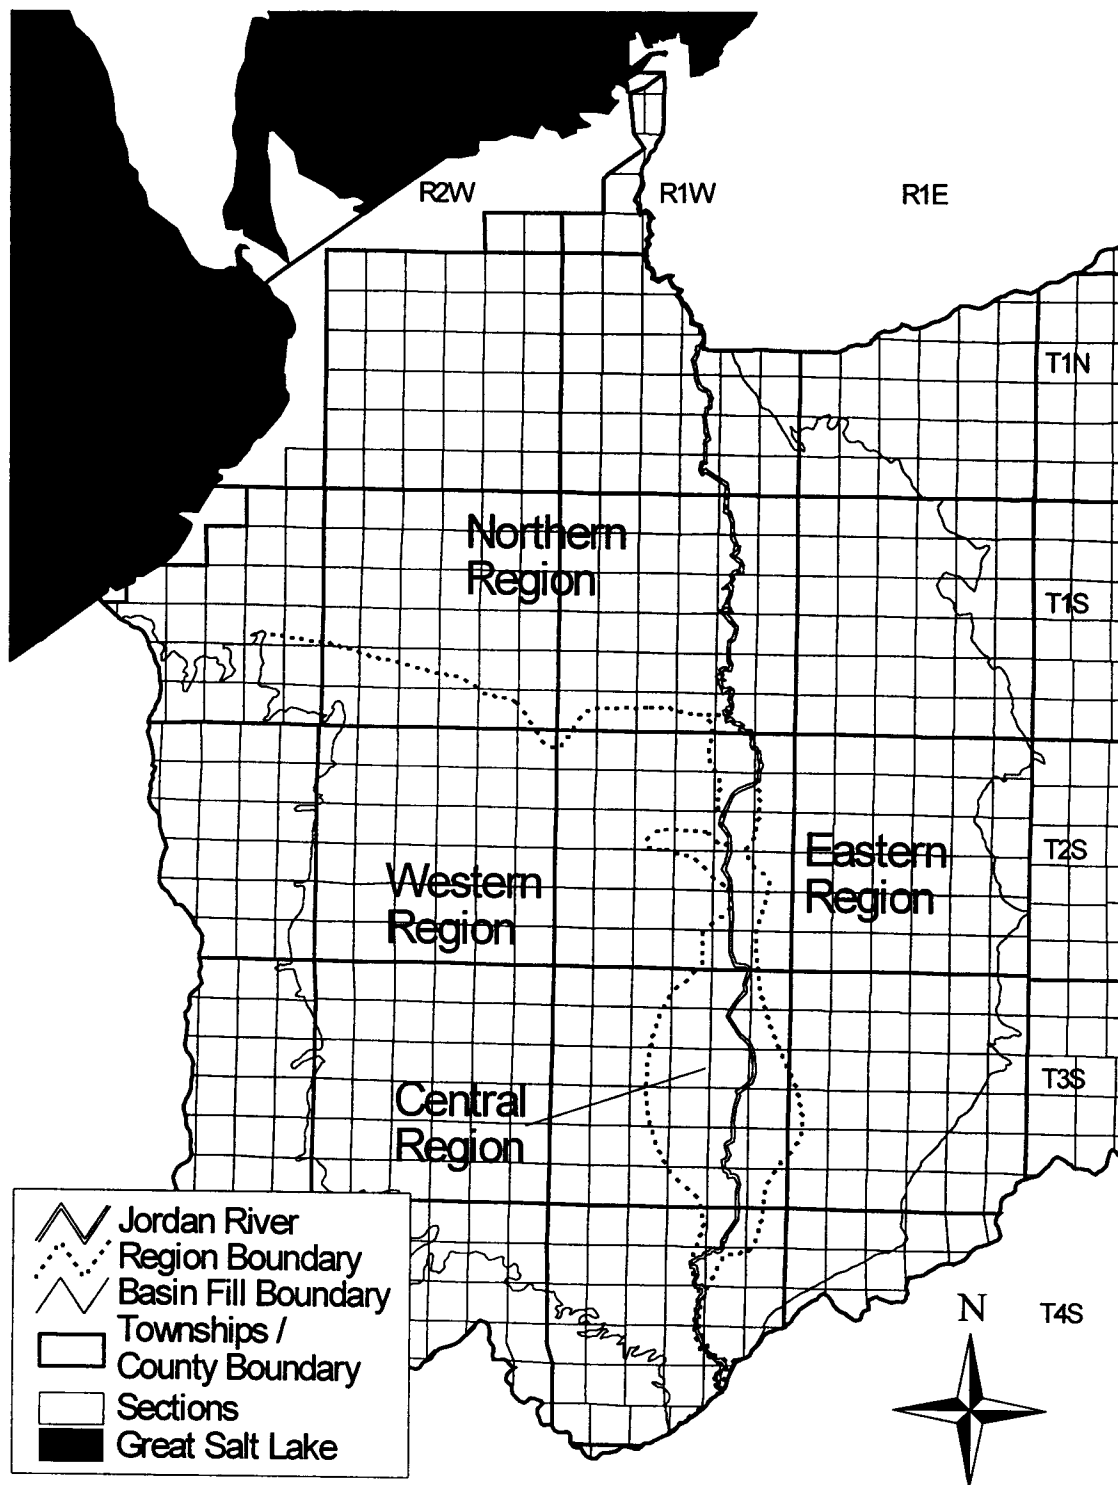 R2W
R1W
R1E
T1N
Northern
Region
T1S
Eastern
Region
T2S
Western
Region
T3S
Central
Region
Jordan River
Region Boundary
Basin Fill Boundary
Townships /
County Boundary
Sections
Great Salt Lake
N
T4S